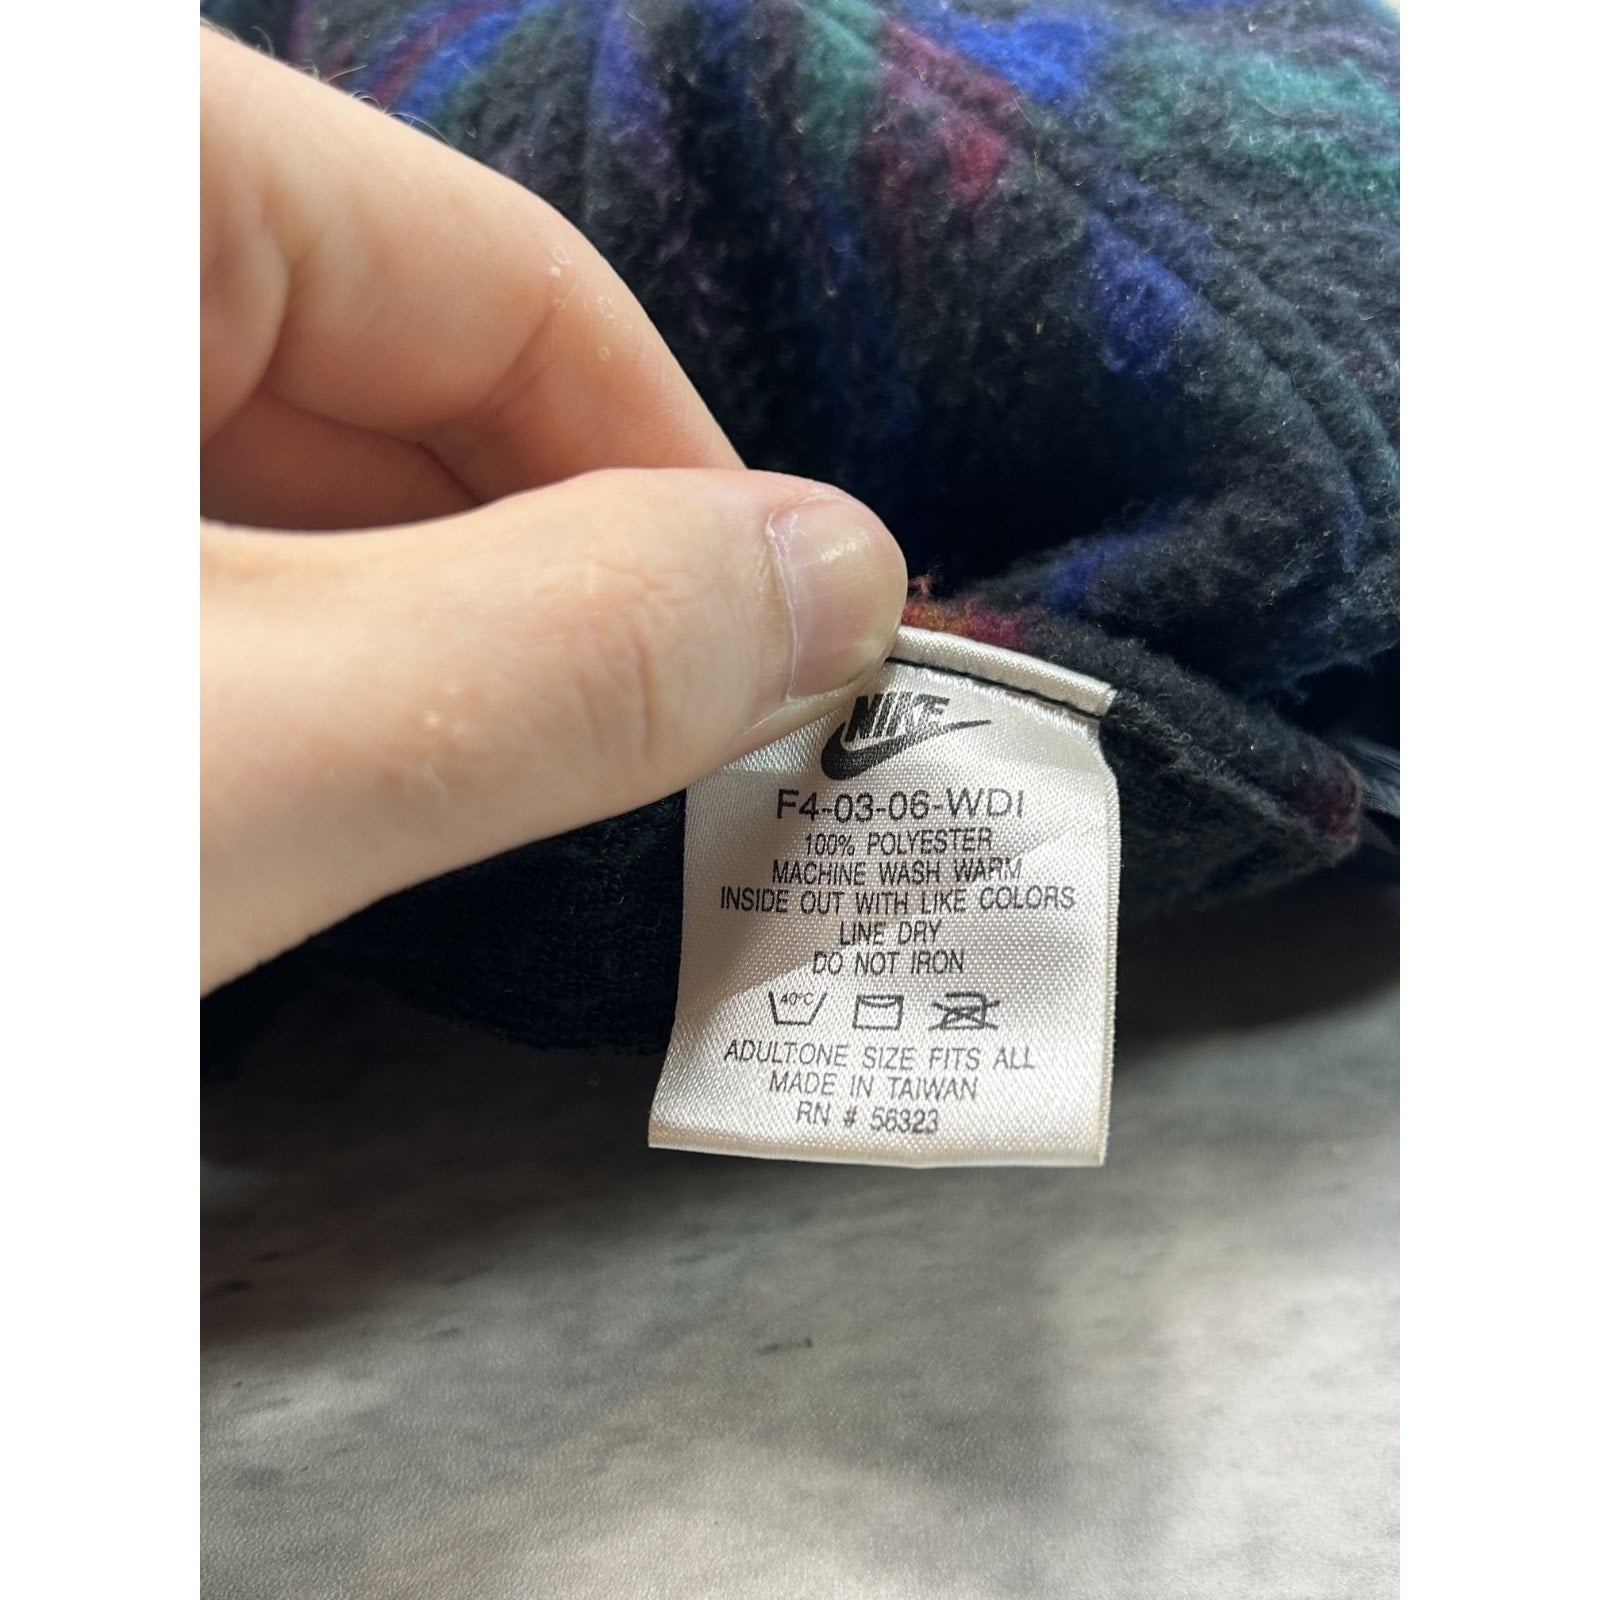 NIKE
F4-03-06-WDI
100% POLYESTER
MACHINE WASH WARM
INSIDE OUT WITH LIKE COLORS
LINE DRY
DO NOT IRON
40°C
ADULT:ONE SIZE FITS ALL
MADE IN TAIWAN
RN # 56323